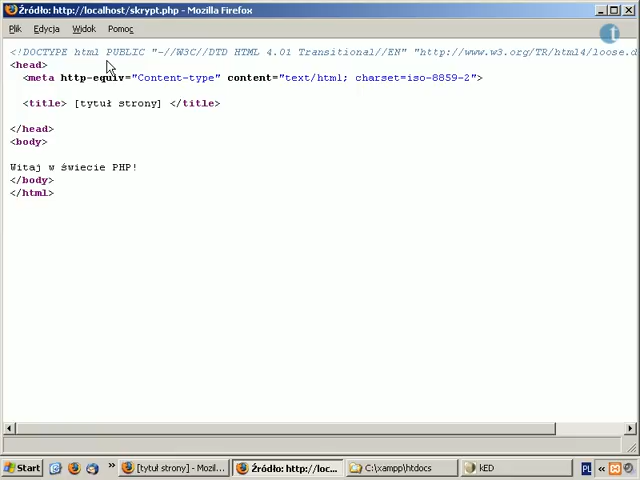 Źródło: http://localhost/skrypt.php - Mozilla Firefox
Plik Edycja Widok Pomoc
<!DOCTYPE html PUBLIC "-//W3C//DTD HTML 4.01 Transitional//EN" "http://www.w3.org/TR/html4/loose.d
<head>
<meta http-equiv="Content-type" content="text/html; charset=iso-8859-2">
<title> [tytuł strony] </title>
</head>
<body>
Witaj w świecie PHP!
</body>
</html>
Start » [tytuł strony] - Mozil... Źródło: http://loc... C:\xampp\htdocs kED PL «